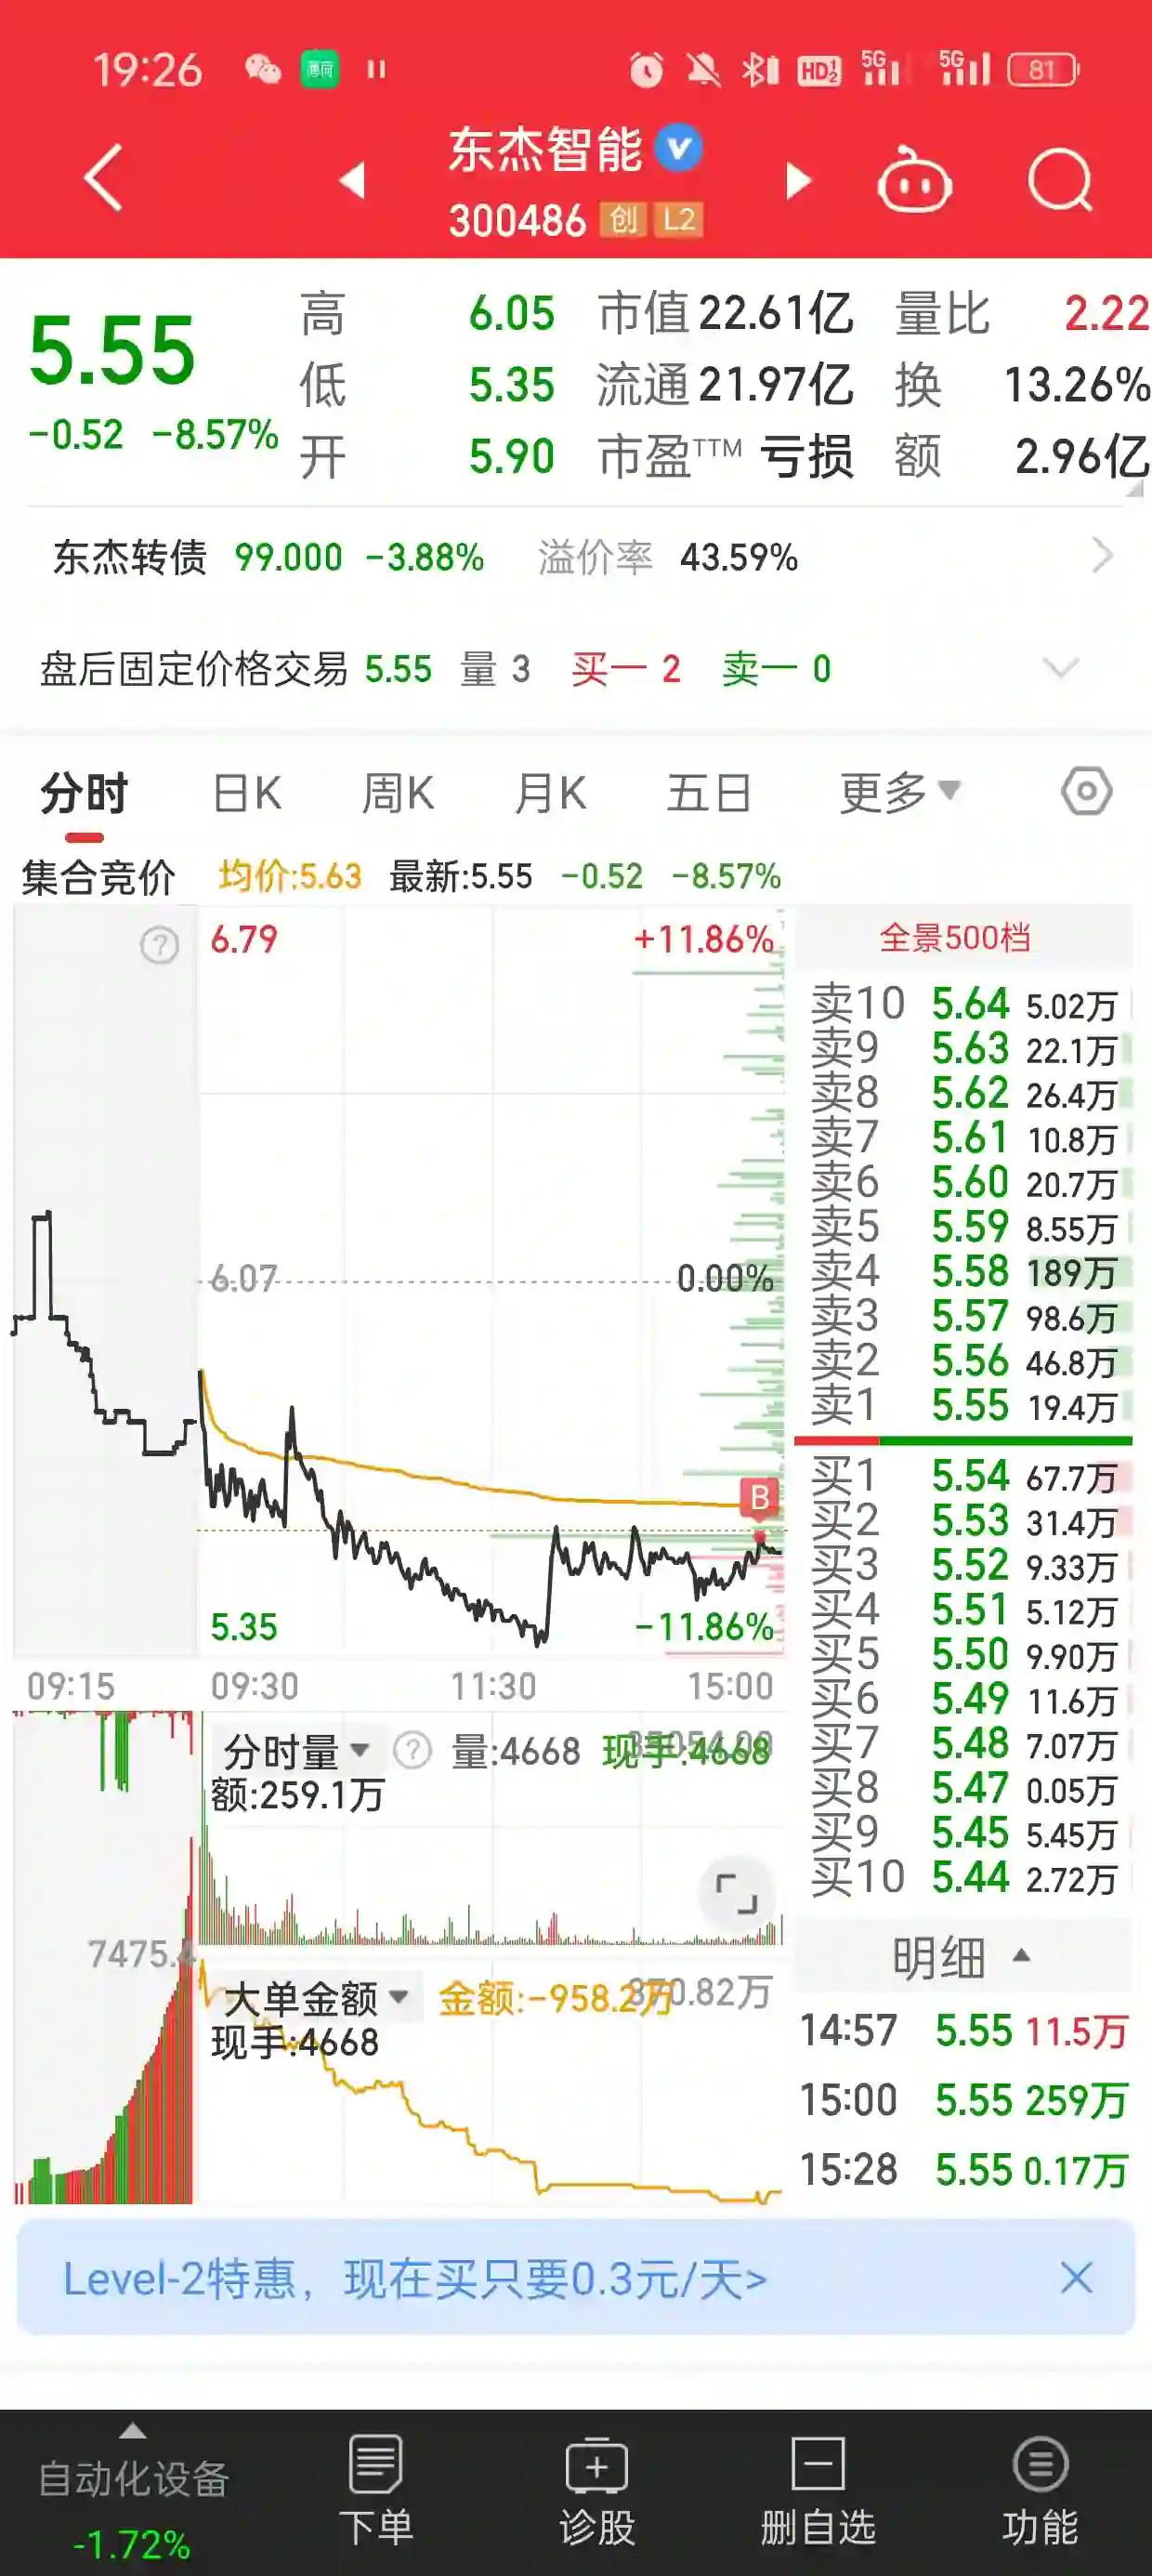 19:26 HD 5G 5G 81
东杰智能
300486 创 L2
5.55
-0.52 -8.57%
高 6.05 市值 22.61亿 量比 2.22
低 5.35 流通 21.97亿 换 13.26%
开 5.90 市盈TTM 亏损 额 2.96亿
东杰转债 99.000 -3.88% 溢价率 43.59%
盘后固定价格交易 5.55 量 3 买一 2 卖一 0
分时 日K 周K 月K 五日 更多
集合竞价 均价:5.63 最新:5.55 -0.52 -8.57%
6.79 +11.86%
6.07 0.00%
B
5.35 -11.86%
09:15 09:30 11:30 15:00
全景500档
卖10 5.64 5.02万
卖9 5.63 22.1万
卖8 5.62 26.4万
卖7 5.61 10.8万
卖6 5.60 20.7万
卖5 5.59 8.55万
卖4 5.58 189万
卖3 5.57 98.6万
卖2 5.56 46.8万
卖1 5.55 19.4万
买1 5.54 67.7万
买2 5.53 31.4万
买3 5.52 9.33万
买4 5.51 5.12万
买5 5.50 9.90万
买6 5.49 11.6万
买7 5.48 7.07万
买8 5.47 0.05万
买9 5.45 5.45万
买10 5.44 2.72万
分时量 ? 量:4668 现手:4668
额:259.1万
7475.4
大单金额 金额:-958.2万
现手:4668
明细
14:57 5.55 11.5万
15:00 5.55 259万
15:28 5.55 0.17万
Level-2特惠，现在买只要0.3元/天>
自动化设备
-1.72%
下单 诊股 删自选 功能